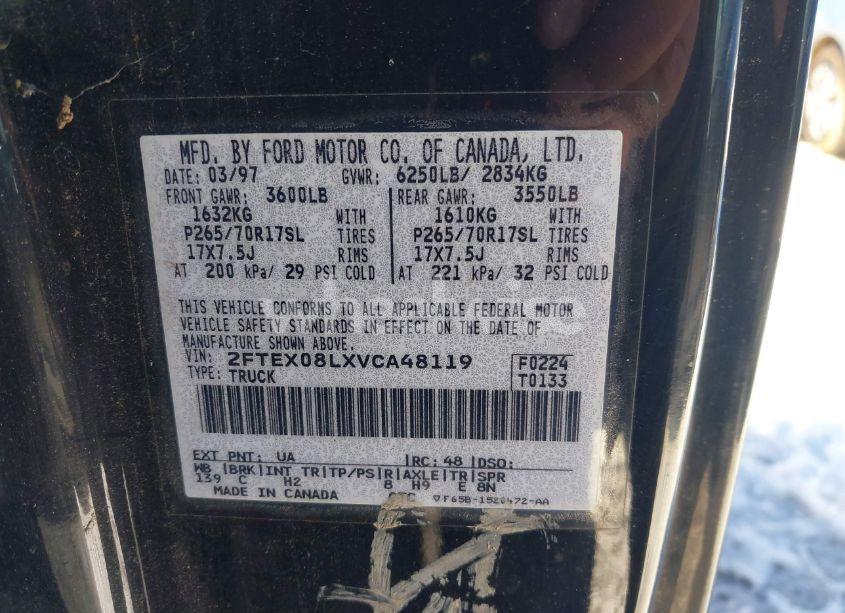 MFD. BY FORD MOTOR CO. OF CANADA, LTD.
DATE: 03/97 GVWR: 6250LB/ 2834KG
FRONT GAWR: 3600LB REAR GAWR: 3550LB
1632KG WITH 1610KG WITH
P265/70R17SL TIRES P265/70R17SL TIRES
17X7.5J RIMS 17X7.5J RIMS
AT 200 kPa/ 29 PSI COLD AT 221 kPa/ 32 PSI COLD
THIS VEHICLE CONFORMS TO ALL APPLICABLE FEDERAL MOTOR
VEHICLE SAFETY STANDARDS IN EFFECT ON THE DATE OF
MANUFACTURE SHOWN ABOVE.
VIN: 2FTEX08LXVCA48119 F0224
TYPE: TRUCK T0133
EXT PNT: UA |RC: 48 |DSO:
WB |BRK|INT TR|TP/PS|R|AXLE|TR|SPR
139 C H2 8 H9 E 8N
MADE IN CANADA F65B-1520472-AA